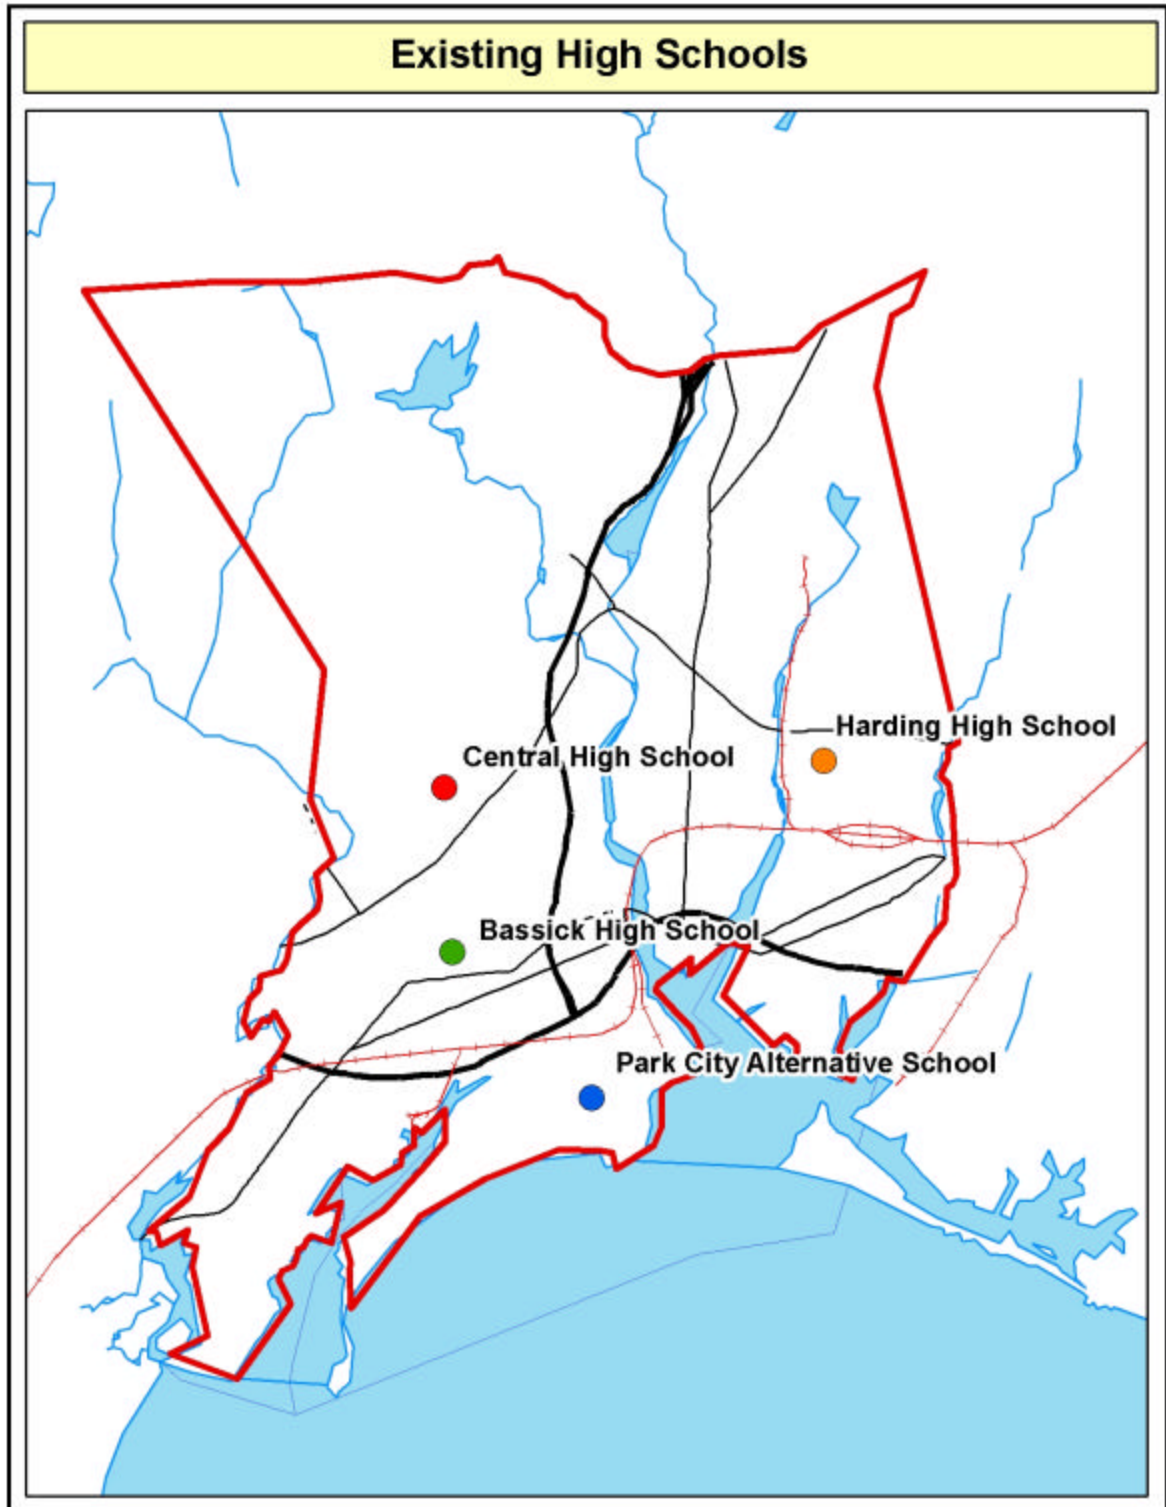 Existing High Schools
Harding High School
Central High School
Bassick High School
Park City Alternative School